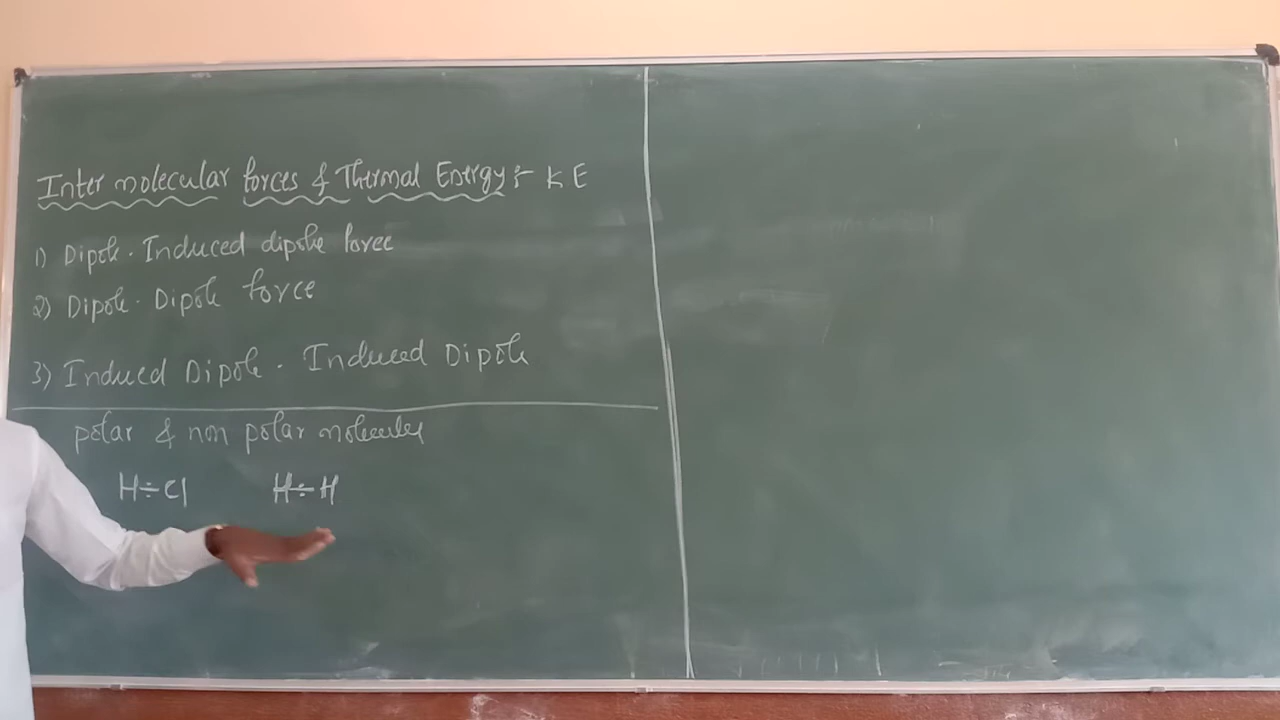 Inter molecular forces & Thermal Energy :- KE
1) Dipole - Induced dipole force
2) Dipole - Dipole force
3) Induced Dipole - Induced Dipole
polar & non polar molecules
H÷Cl H÷H